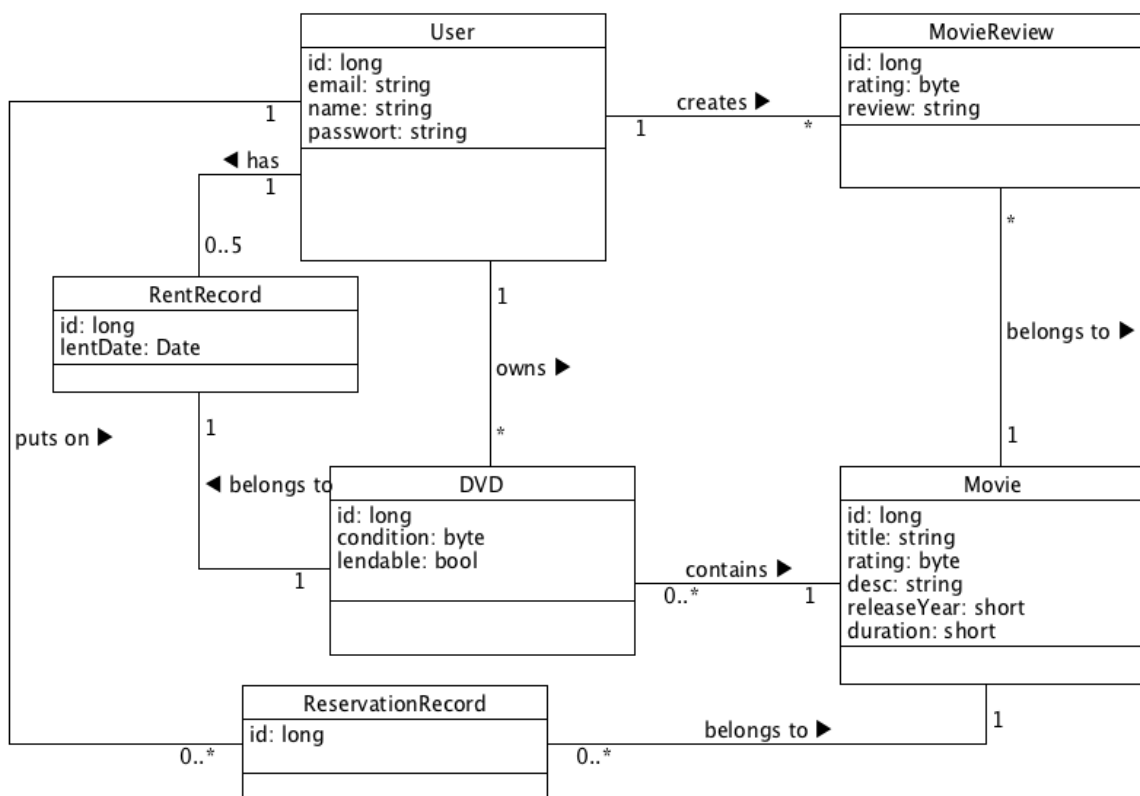 User
id: long
email: string
name: string
passwort: string
MovieReview
id: long
rating: byte
review: string
creates ▶
1
*
1
◀ has
1
0..5
RentRecord
id: long
lentDate: Date
1
owns ▶
*
*
belongs to ▶
1
puts on ▶
1
◀ belongs to
1
DVD
id: long
condition: byte
lendable: bool
contains ▶
0..*
1
Movie
id: long
title: string
rating: byte
desc: string
releaseYear: short
duration: short
ReservationRecord
id: long
0..*
0..*
belongs to ▶
1